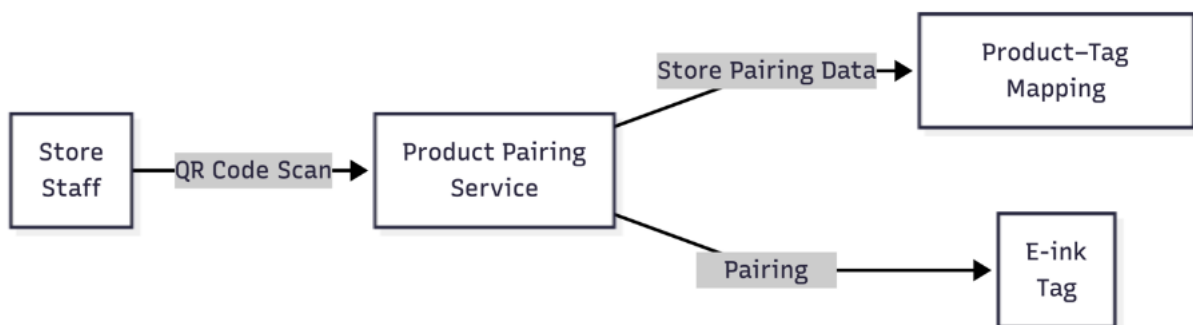 Store
Staff
QR Code Scan
Product Pairing
Service
Store Pairing Data
Product–Tag
Mapping
Pairing
E-ink
Tag